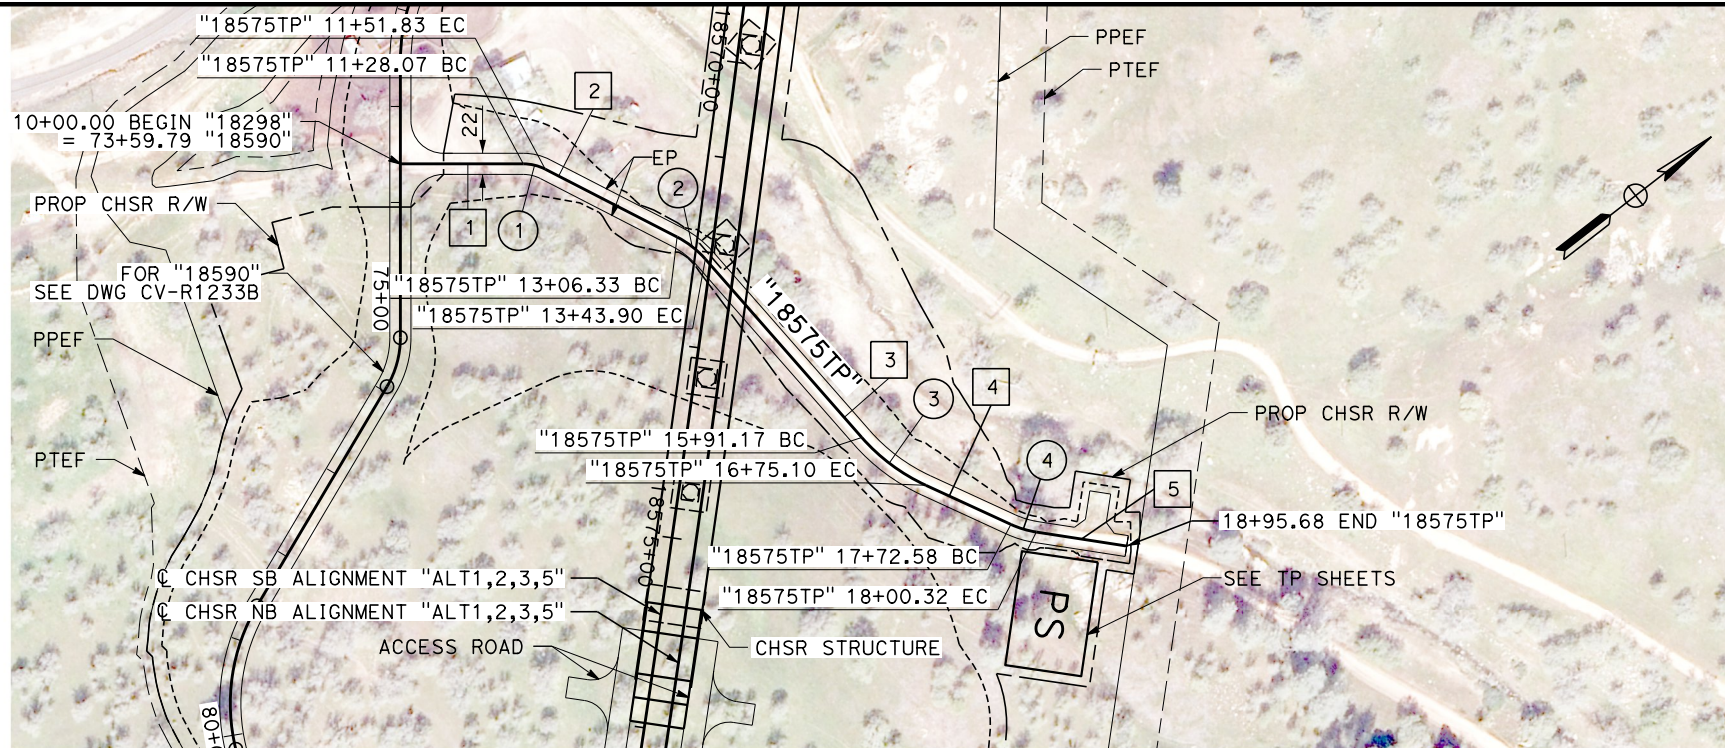 "18575TP" 11+51.83 EC
"18575TP" 11+28.07 BC
2
10+00.00 BEGIN "18298"
= 73+59.79 "18590"
22
EP
2
1
1
PROP CHSR R/W
FOR "18590"
SEE DWG CV-R1233B
75+00
"18575TP" 13+06.33 BC
"18575TP" 13+43.90 EC
18570+00
PPEF
PTEF
PPEF
PTEF
"18575TP"
3
3
4
PROP CHSR R/W
"18575TP" 15+91.17 BC
"18575TP" 16+75.10 EC
4
5
18+95.68 END "18575TP"
18575+00
"18575TP" 17+72.58 BC
"18575TP" 18+00.32 EC
SEE TP SHEETS
PS
℄ CHSR SB ALIGNMENT "ALT1,2,3,5"
℄ CHSR NB ALIGNMENT "ALT1,2,3,5"
ACCESS ROAD
CHSR STRUCTURE